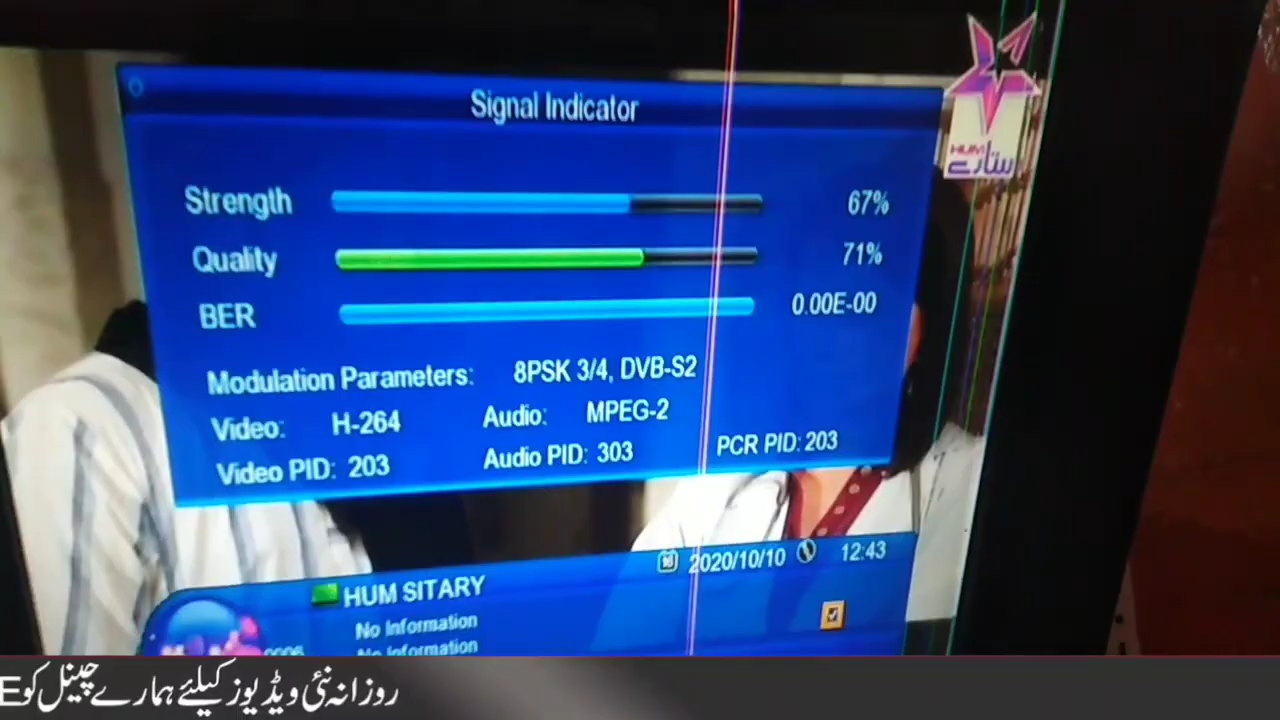 Signal Indicator
HUM
ستارے
Strength 67%
Quality 71%
BER 0.00E-00
Modulation Parameters: 8PSK 3/4, DVB-S2
Video: H-264 Audio: MPEG-2
Video PID: 203 Audio PID: 303 PCR PID: 203
2020/10/10 12:43
HUM SITARY
No Information
No Information
روزانہ نئی ویڈیوز کیلئے ہمارے چینل کو E